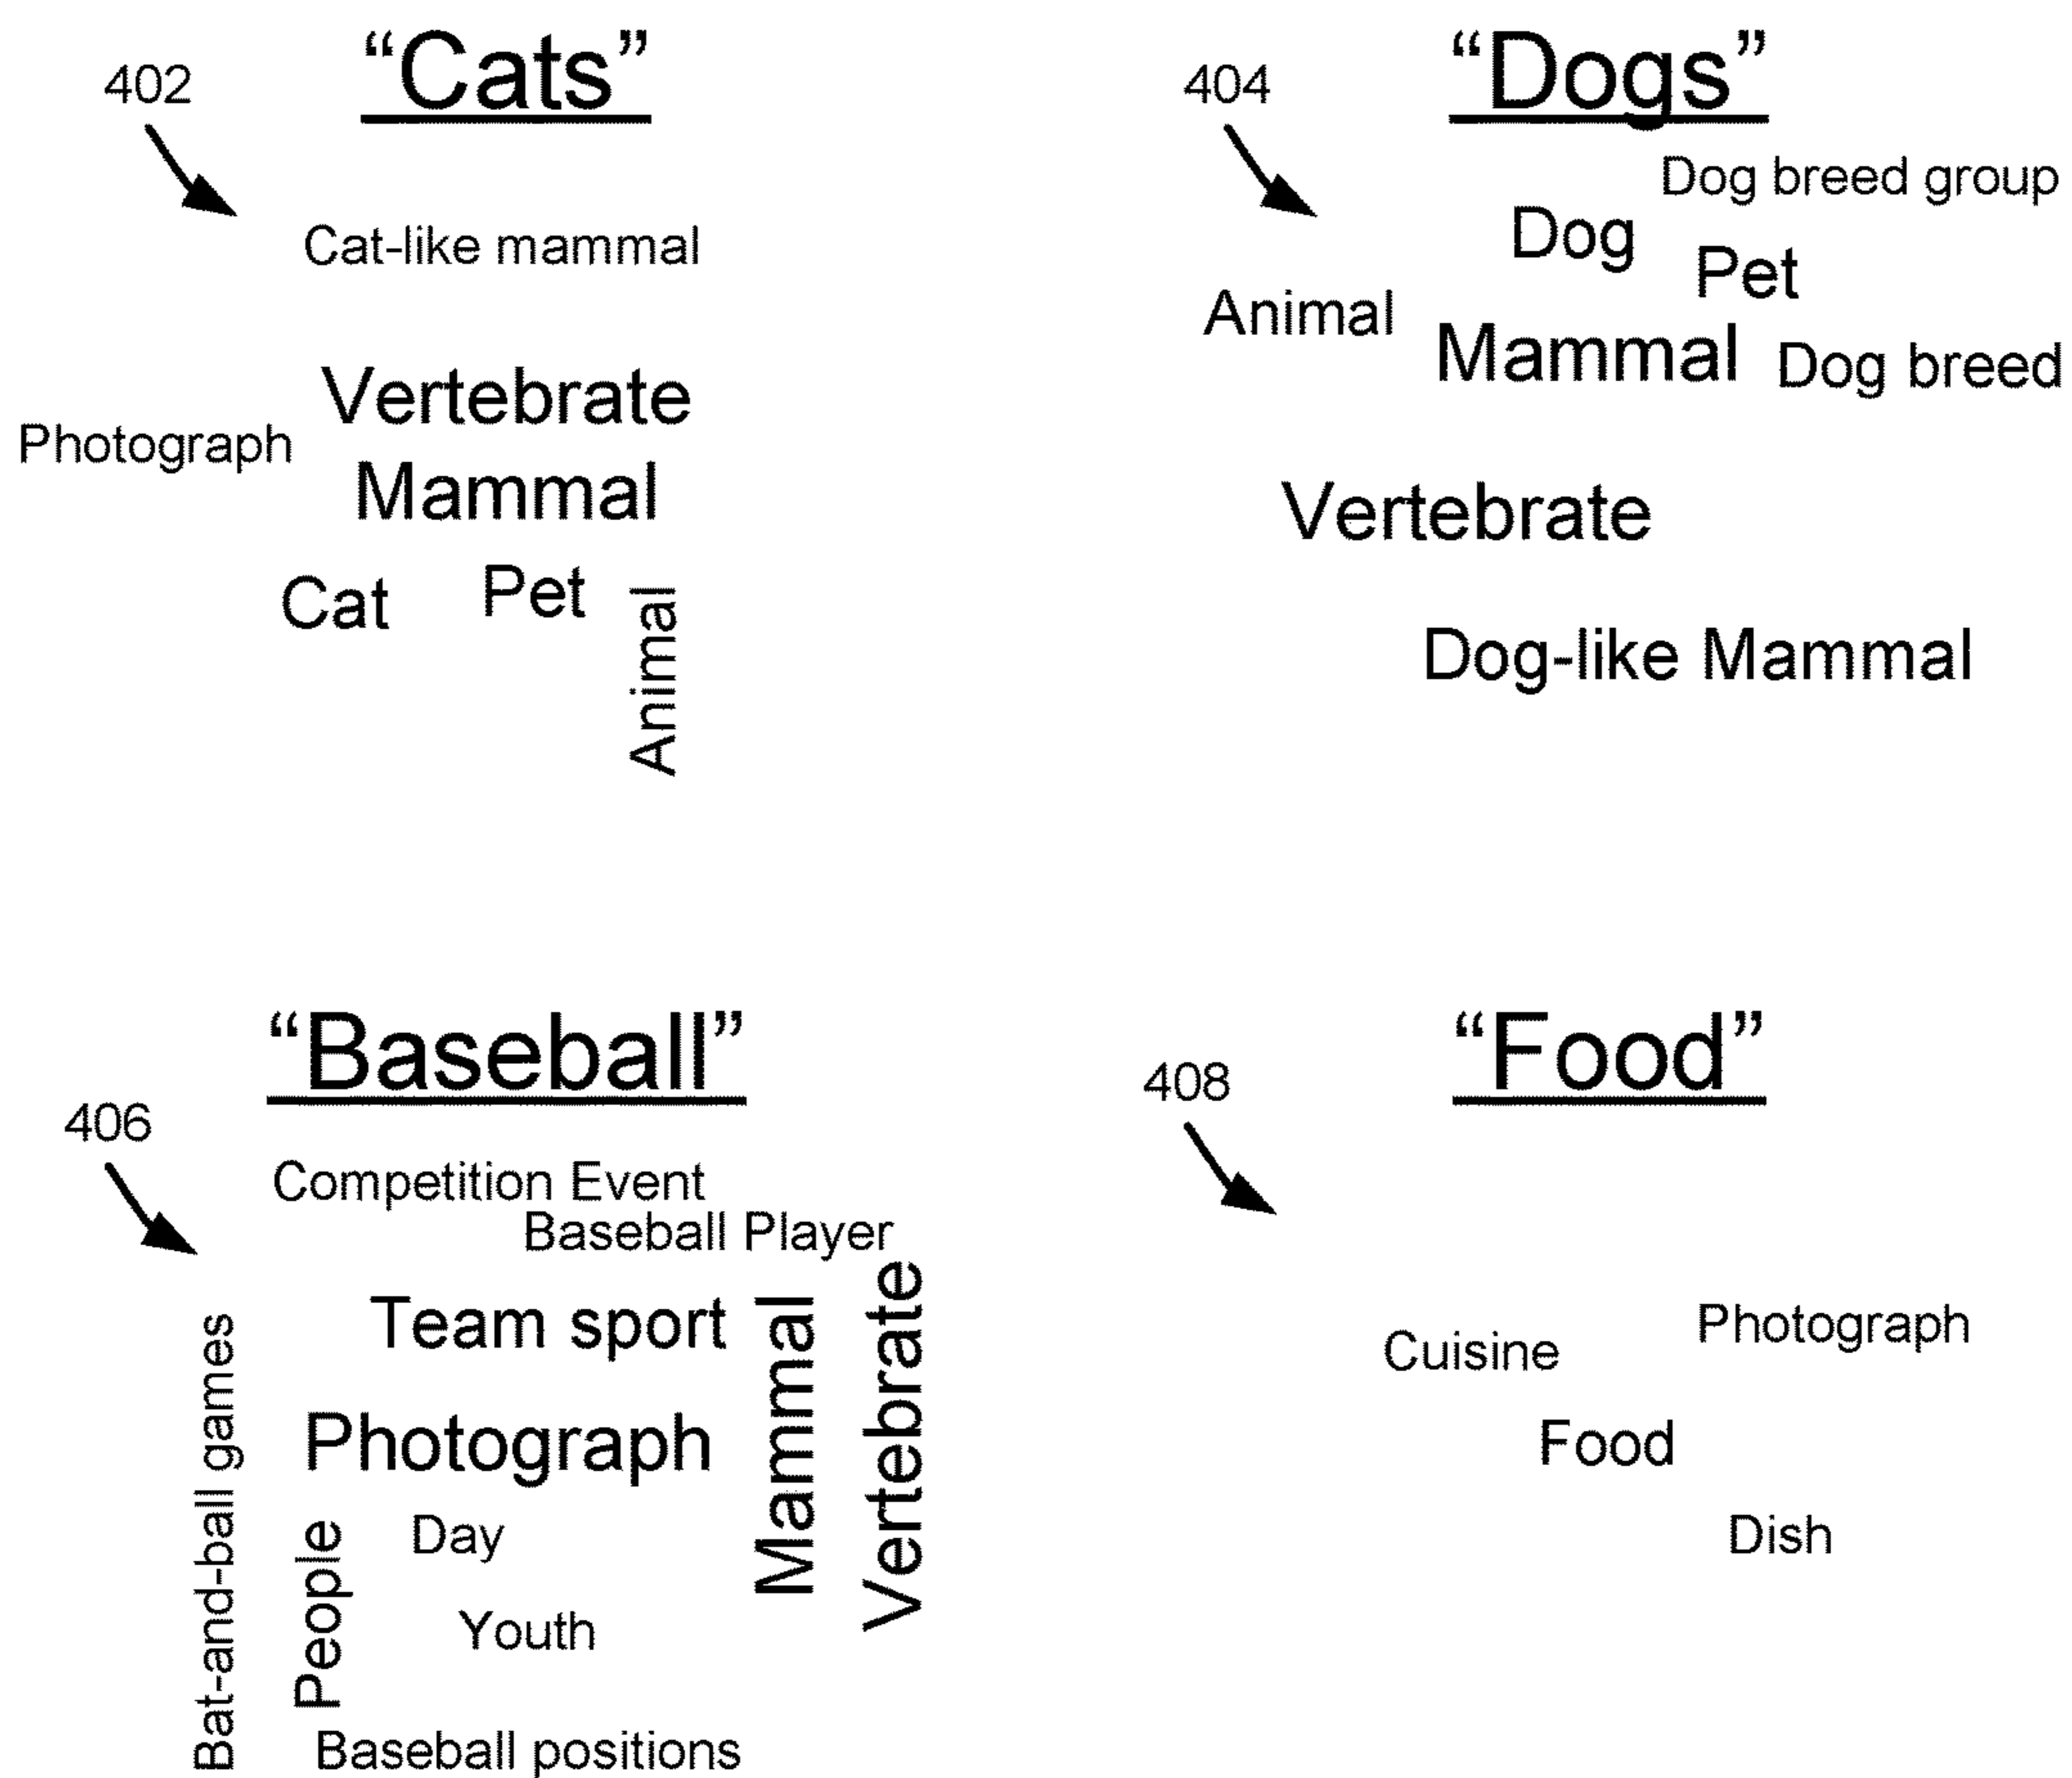 402
“Cats”
Cat-like mammal
Vertebrate
Photograph
Mammal
Cat
Pet
Animal
404
“Dogs”
Dog breed group
Dog
Pet
Animal
Mammal
Dog breed
Vertebrate
Dog-like Mammal
406
“Baseball”
Competition Event
Baseball Player
Team sport
Mammal
Vertebrate
Bat-and-ball games
Photograph
People
Day
Youth
Baseball positions
408
“Food”
Photograph
Cuisine
Food
Dish